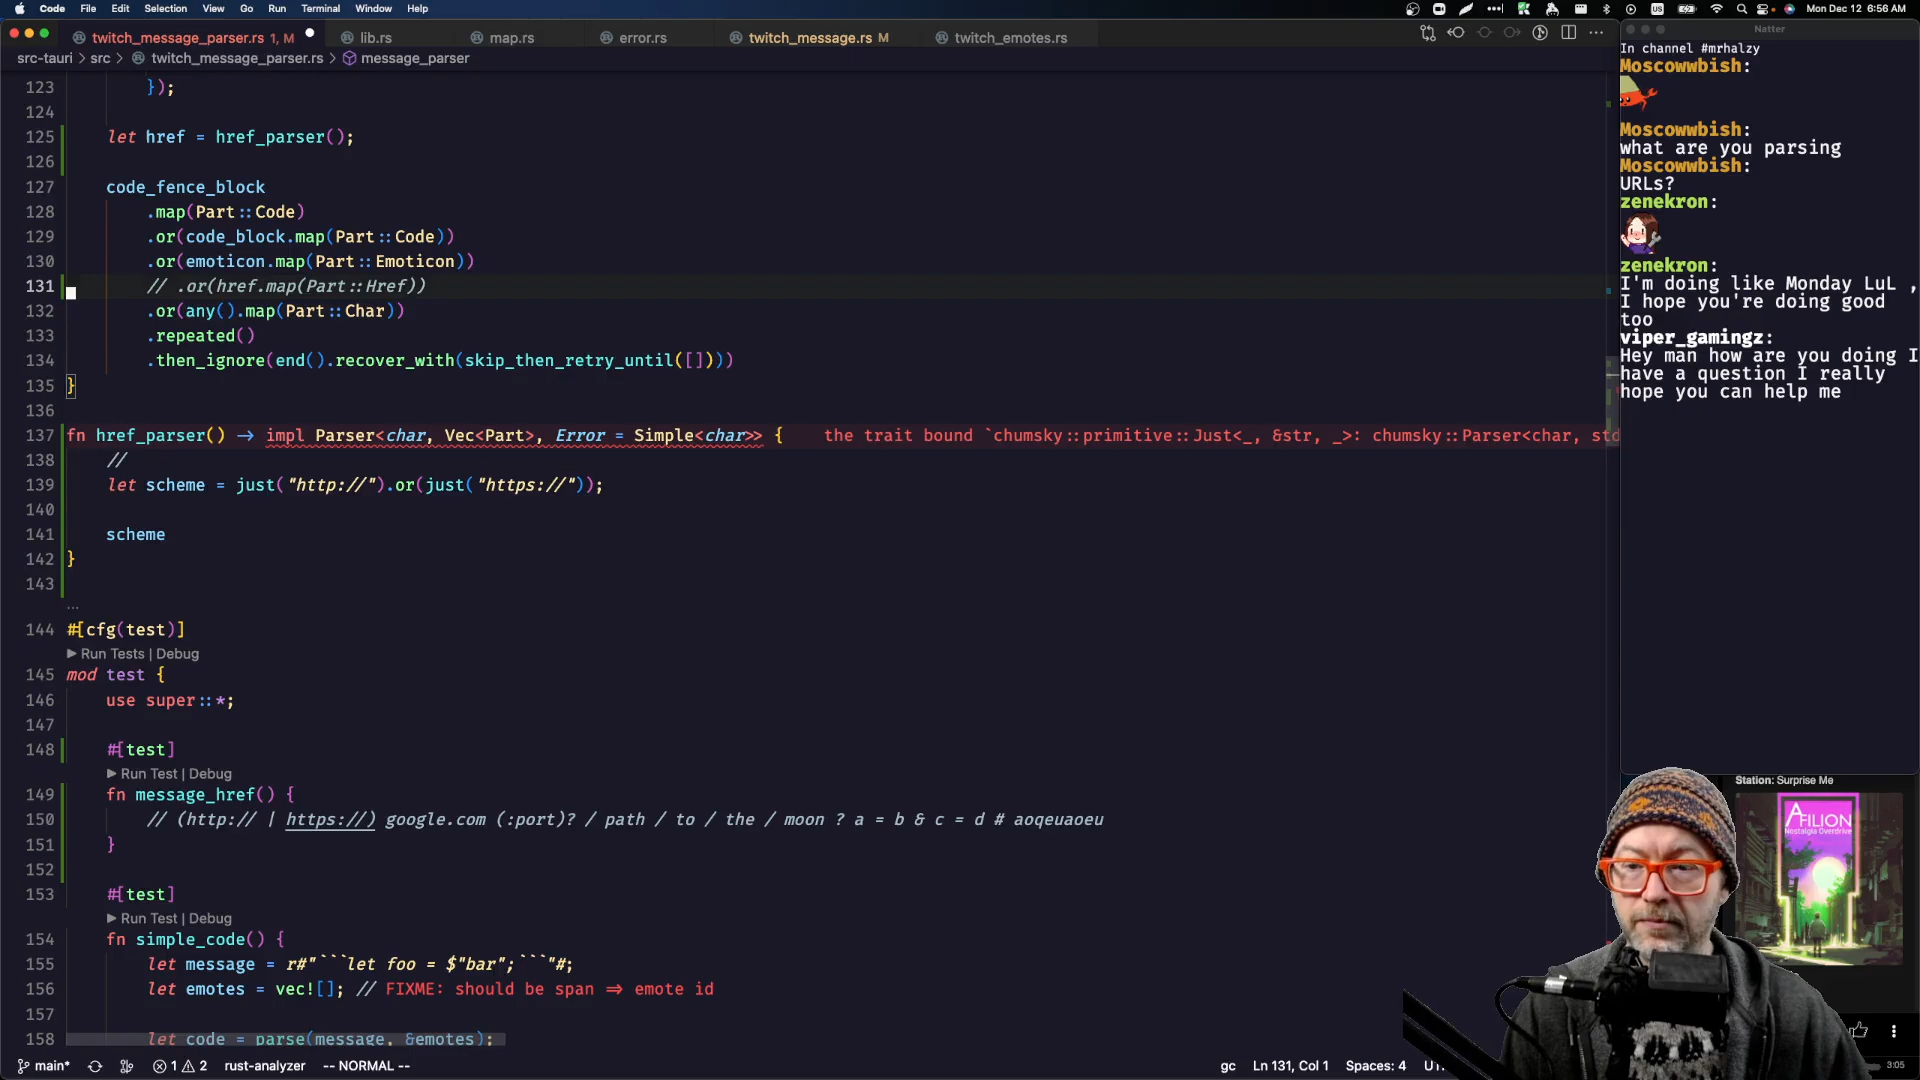 Code File Edit Selection View Go Run Terminal Window Help
US Mon Dec 12 6:56 AM
twitch_message_parser.rs 1, M lib.rs map.rs error.rs twitch_message.rs M twitch_emotes.rs
src-tauri > src > twitch_message_parser.rs > message_parser
123 });
124
125 let href = href_parser();
126
127 code_fence_block
128 .map(Part::Code)
129 .or(code_block.map(Part::Code))
130 .or(emoticon.map(Part::Emoticon))
131 // .or(href.map(Part::Href))
132 .or(any().map(Part::Char))
133 .repeated()
134 .then_ignore(end().recover_with(skip_then_retry_until([])))
135 }
136
137 fn href_parser() -> impl Parser<char, Vec<Part>, Error = Simple<char>> { the trait bound `chumsky::primitive::Just<_, &str, _>: chumsky::Parser<char, std
138 //
139 let scheme = just("http://").or(just("https://"));
140
141 scheme
142 }
143
...
144 #[cfg(test)]
▶ Run Tests | Debug
145 mod test {
146 use super::*;
147
148 #[test]
▶ Run Test | Debug
149 fn message_href() {
150 // (http:// | https://) google.com (:port)? / path / to / the / moon ? a = b & c = d # aoqeuaoeu
151 }
152
153 #[test]
▶ Run Test | Debug
154 fn simple_code() {
155 let message = r#"```let foo = $"bar";```"#;
156 let emotes = vec![]; // FIXME: should be span => emote id
157
158 let code = parse(message, &emotes);
main* 1 2 rust-analyzer -- NORMAL -- gc Ln 131, Col 1 Spaces: 4
Natter
In channel #mrhalzy
Moscowwbish:
Moscowwbish:
what are you parsing
Moscowwbish:
URLs?
zenekron:
zenekron:
I'm doing like Monday LuL ,
I hope you're doing good
too
viper_gamingz:
Hey man how are you doing I
have a question I really
hope you can help me
Station: Surprise Me
AFILION
Nostalgia Overdrive
3:05